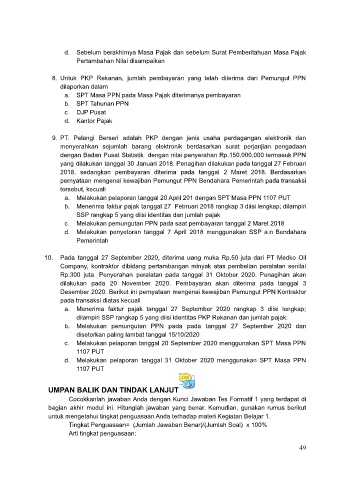 d. Sebelum berakhirnya Masa Pajak dan sebelum Surat Pemberitahuan Masa Pajak
Pertambahan Nilai disampaikan
8. Untuk PKP Rekanan, jumlah pembayaran yang telah diterima dari Pemungut PPN
dilaporkan dalam
a. SPT Masa PPN pada Masa Pajak diterimanya pembayaran
b. SPT Tahunan PPN
c. DJP Pusat
d. Kantor Pajak
9. PT. Pelangi Berseri adalah PKP dengan jenis usaha perdagangan elektronik dan
menyerahkan sejumlah barang elektronik berdasarkan surat perjanjian pengadaan
dengan Badan Pusat Statistik dengan nilai penyerahan Rp.150.000.000 termasuk PPN
yang dilakukan tanggal 30 Januari 2018. Penagihan dilakukan pada tanggal 27 Februari
2018, sedangkan pembayaran diterima pada tanggal 2 Maret 2018. Berdasarkan
pernyataan mengenai kewajiban Pemungut PPN Bendahara Pemerintah pada transaksi
tersebut, kecuali
a. Melakukan pelaporan tanggal 20 April 201 dengan SPT Masa PPN 1107 PUT
b. Menerima faktur pajak tanggal 27 Februari 2018 rangkap 3 diisi lengkap; dilampiri
SSP rangkap 5 yang diisi identitas dan jumlah pajak
c. Melakukan pemungutan PPN pada saat pembayaran tanggal 2 Maret 2018
d. Melakukan penyetoran tanggal 7 April 2018 menggunakan SSP a.n Bendahara
Pemerintah
10. Pada tanggal 27 September 2020, diterima uang muka Rp.50 juta dari PT Medko Oil
Company, kontraktor dibidang pertambangan minyak atas pembelian peralatan senilai
Rp.300 juta. Penyerahan peralatan pada tanggal 31 Oktober 2020. Penagihan akan
dilakukan pada 20 November 2020. Pembayaran akan diterima pada tanggal 3
Desember 2020. Berikut ini pernyataan mengenai kewajiban Pemungut PPN Kontraktor
pada transaksi diatas kecuali
a. Menerima faktur pajak tanggal 27 September 2020 rangkap 3 diisi lengkap;
dilampiri SSP rangkap 5 yang diisi identitas PKP Rekanan dan jumlah pajak.
b. Melakukan pemungutan PPN pada pada tanggal 27 September 2020 dan
disetorkan paling lambat tanggal 15/10/2020
c. Melakukan pelaporan tanggal 20 September 2020 menggunakan SPT Masa PPN
1107 PUT
d. Melakukan pelaporan tanggal 31 Oktober 2020 menggunakan SPT Masa PPN
1107 PUT
UMPAN BALIK DAN TINDAK LANJUT
Cocokkanlah jawaban Anda dengan Kunci Jawaban Tes Formatif 1 yang terdapat di
bagian akhir modul ini. Hitunglah jawaban yang benar. Kemudian, gunakan rumus berikut
untuk mengetahui tingkat penguasaan Anda terhadap materi Kegiatan Belajar 1.
Tingkat Penguasaan= (Jumlah Jawaban Benar)/(Jumlah Soal) x 100%
Arti tingkat penguasaan:
49